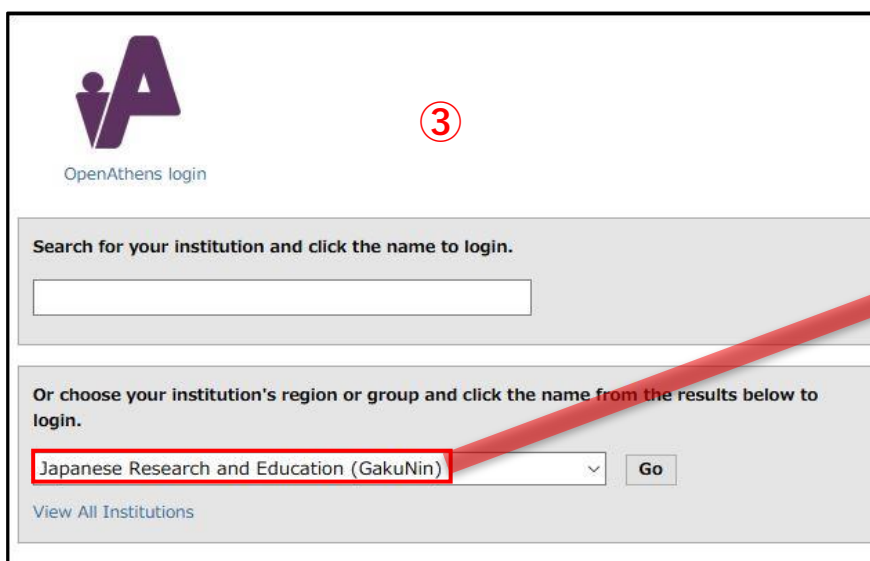 ③
OpenAthens login
Search for your institution and click the name to login.
Or choose your institution's region or group and click the name from the results below to
login.
Japanese Research and Education (GakuNin)
Go
View All Institutions